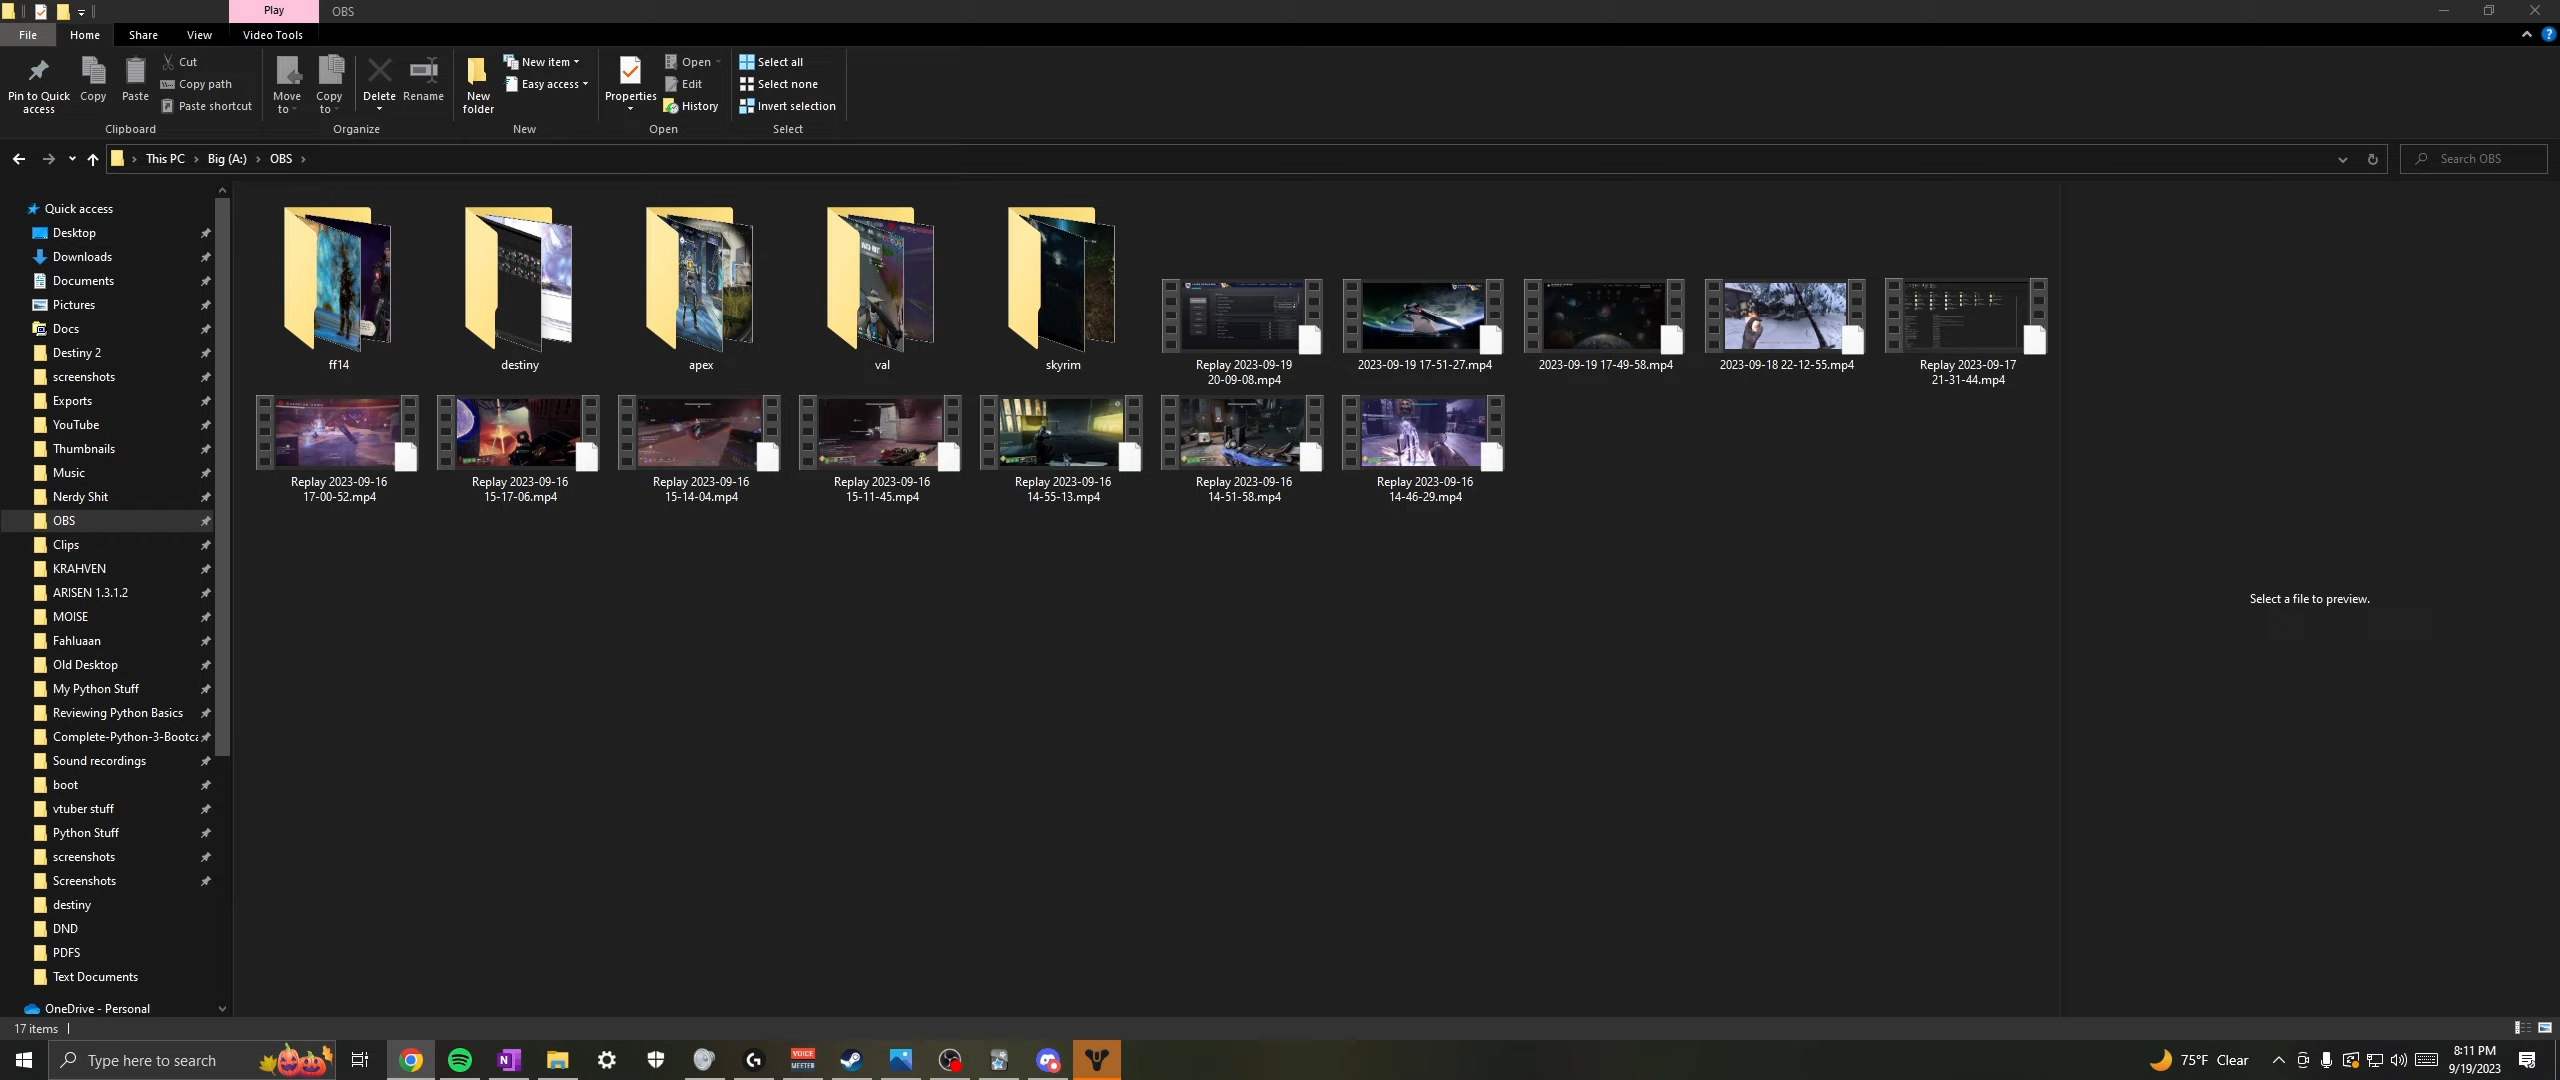 Play
OBS
File
Home
Share
View
Video Tools
Pin to Quick
access
Copy
Paste
Cut
Copy path
Paste shortcut
Clipboard
Move
to
Copy
to
Delete
Rename
Organize
New
folder
New item
Easy access
New
Properties
Open
Edit
History
Open
Select all
Select none
Invert selection
Select
This PC
Big (A:)
OBS
Search OBS
Quick access
Desktop
Downloads
Documents
Pictures
Docs
Destiny 2
screenshots
Exports
YouTube
Thumbnails
Music
Nerdy Shit
OBS
Clips
KRAHVEN
ARISEN 1.3.1.2
MOISE
Fahluaan
Old Desktop
My Python Stuff
Reviewing Python Basics
Complete-Python-3-Bootca
Sound recordings
boot
vtuber stuff
Python Stuff
screenshots
Screenshots
destiny
DND
PDFS
Text Documents
OneDrive - Personal
ff14
destiny
apex
val
skyrim
Replay 2023-09-19
20-09-08.mp4
2023-09-19 17-51-27.mp4
2023-09-19 17-49-58.mp4
2023-09-18 22-12-55.mp4
Replay 2023-09-17
21-31-44.mp4
Replay 2023-09-16
17-00-52.mp4
Replay 2023-09-16
15-17-06.mp4
Replay 2023-09-16
15-14-04.mp4
Replay 2023-09-16
15-11-45.mp4
Replay 2023-09-16
14-55-13.mp4
Replay 2023-09-16
14-51-58.mp4
Replay 2023-09-16
14-46-29.mp4
Select a file to preview.
17 items
Type here to search
VOICE
MEETER
75°F Clear
8:11 PM
9/19/2023